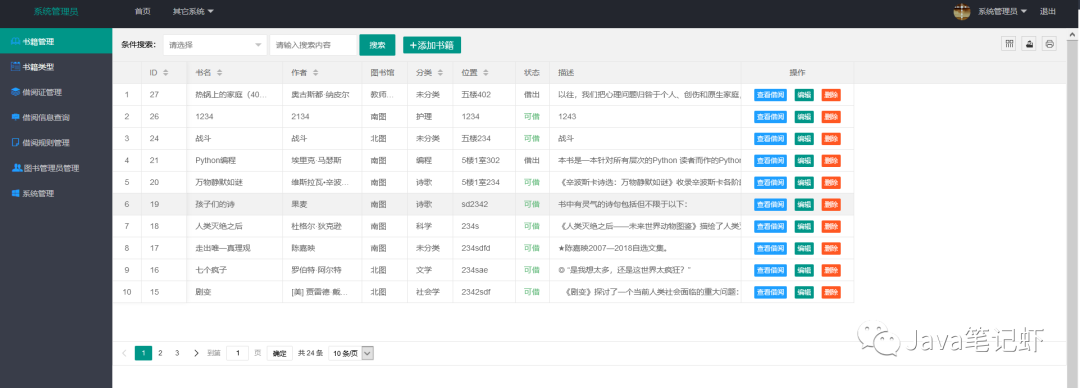 系统管理员 首页 其它系统 系统管理员 退出
书籍管理
书籍类型
借阅证管理
借阅信息查询
借阅规则管理
图书管理员管理
系统管理
条件搜索: 请选择 请输入搜索内容 搜索 +添加书籍
ID 书名 作者 图书馆 分类 位置 状态 描述 操作
1 27 热锅上的家庭（40... 奥古斯都·纳皮尔 教师... 未分类 五楼402 借出 以往，我们把心理问题归咎于个人、创伤和原生家庭， 查看借阅 编辑 删除
2 26 1234 2134 南图 护理 1234 可借 1243 查看借阅 编辑 删除
3 24 战斗 战斗 北图 未分类 五楼234 可借 战斗 查看借阅 编辑 删除
4 21 Python编程 埃里克·马瑟斯 南图 编程 5楼1室302 借出 本书是一本针对所有层次的Python 读者而作的Python 查看借阅 编辑 删除
5 20 万物静默如谜 维斯拉瓦•辛波... 南图 诗歌 5楼1室234 可借 《辛波斯卡诗选：万物静默如谜》收录辛波斯卡各阶 查看借阅 编辑 删除
6 19 孩子们的诗 果麦 南图 诗歌 sd2342 可借 书中有灵气的诗句包括但不限于以下： 查看借阅 编辑 删除
7 18 人类灭绝之后 杜格尔·狄克逊 南图 科学 234s 可借 《人类灭绝之后——未来世界动物图鉴》描绘了人类 查看借阅 编辑 删除
8 17 走出唯一真理观 陈嘉映 南图 未分类 234sdfd 可借 ★陈嘉映2007—2018自选文集。 查看借阅 编辑 删除
9 16 七个疯子 罗伯特·阿尔特 北图 文学 234sae 可借 ◎ “是我想太多，还是这世界太疯狂？” 查看借阅 编辑 删除
10 15 剧变 [美] 贾雷德·戴... 北图 社会学 2342sdf 可借 《剧变》探讨了一个当前人类社会面临的重大问题： 查看借阅 编辑 删除
1 2 3 到第 1 页 确定 共 24 条 10 条/页
Java笔记虾